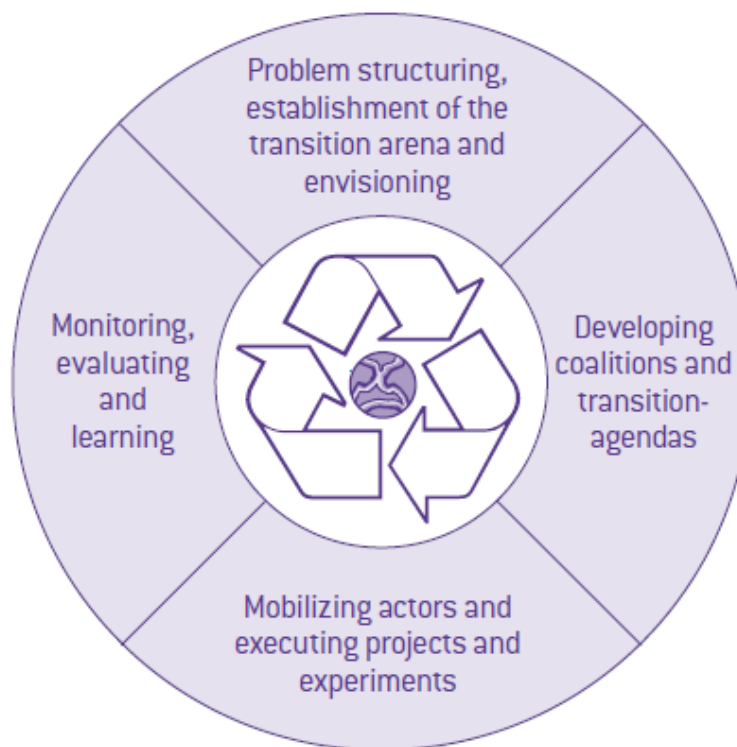 Problem structuring,
establishment of the
transition arena and
envisioning
Developing
coalitions and
transition-
agendas
Mobilizing actors and
executing projects and
experiments
Monitoring,
evaluating
and
learning